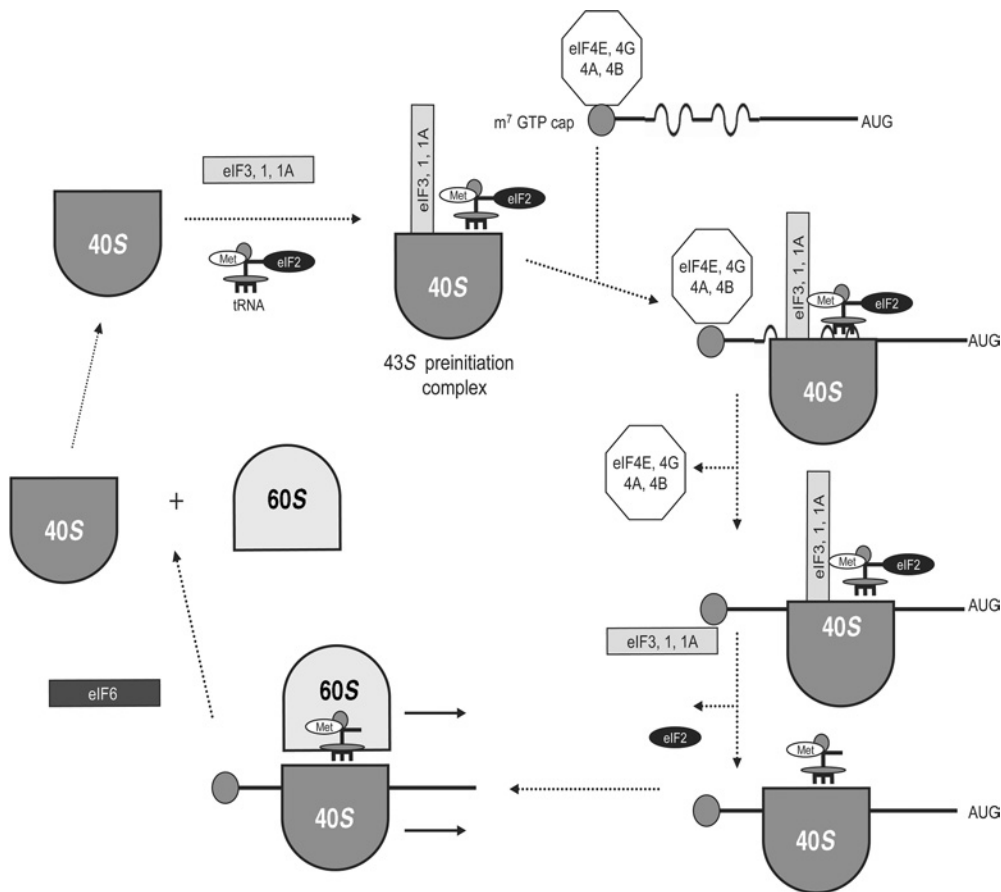 eIF4E, 4G
4A, 4B
m⁷ GTP cap
AUG
eIF3, 1, 1A
eIF3, 1, 1A
Met
eIF2
40S
Met
eIF2
tRNA
40S
43S preinitiation
complex
eIF4E, 4G
4A, 4B
eIF3, 1, 1A
Met
eIF2
AUG
40S
eIF4E, 4G
4A, 4B
40S
+
60S
eIF3, 1, 1A
Met
eIF2
AUG
40S
eIF3, 1, 1A
eIF6
60S
Met
eIF2
Met
40S
40S
AUG